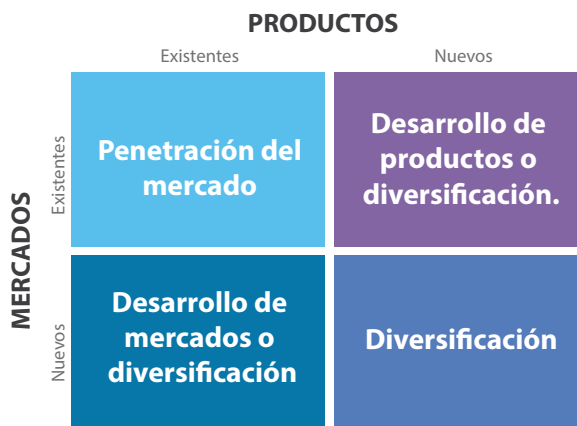 PRODUCTOS
Existentes
Nuevos
MERCADOS
Existentes
Penetración del
mercado
Desarrollo de
productos o
diversificación.
Nuevos
Desarrollo de
mercados o
diversificación
Diversificación